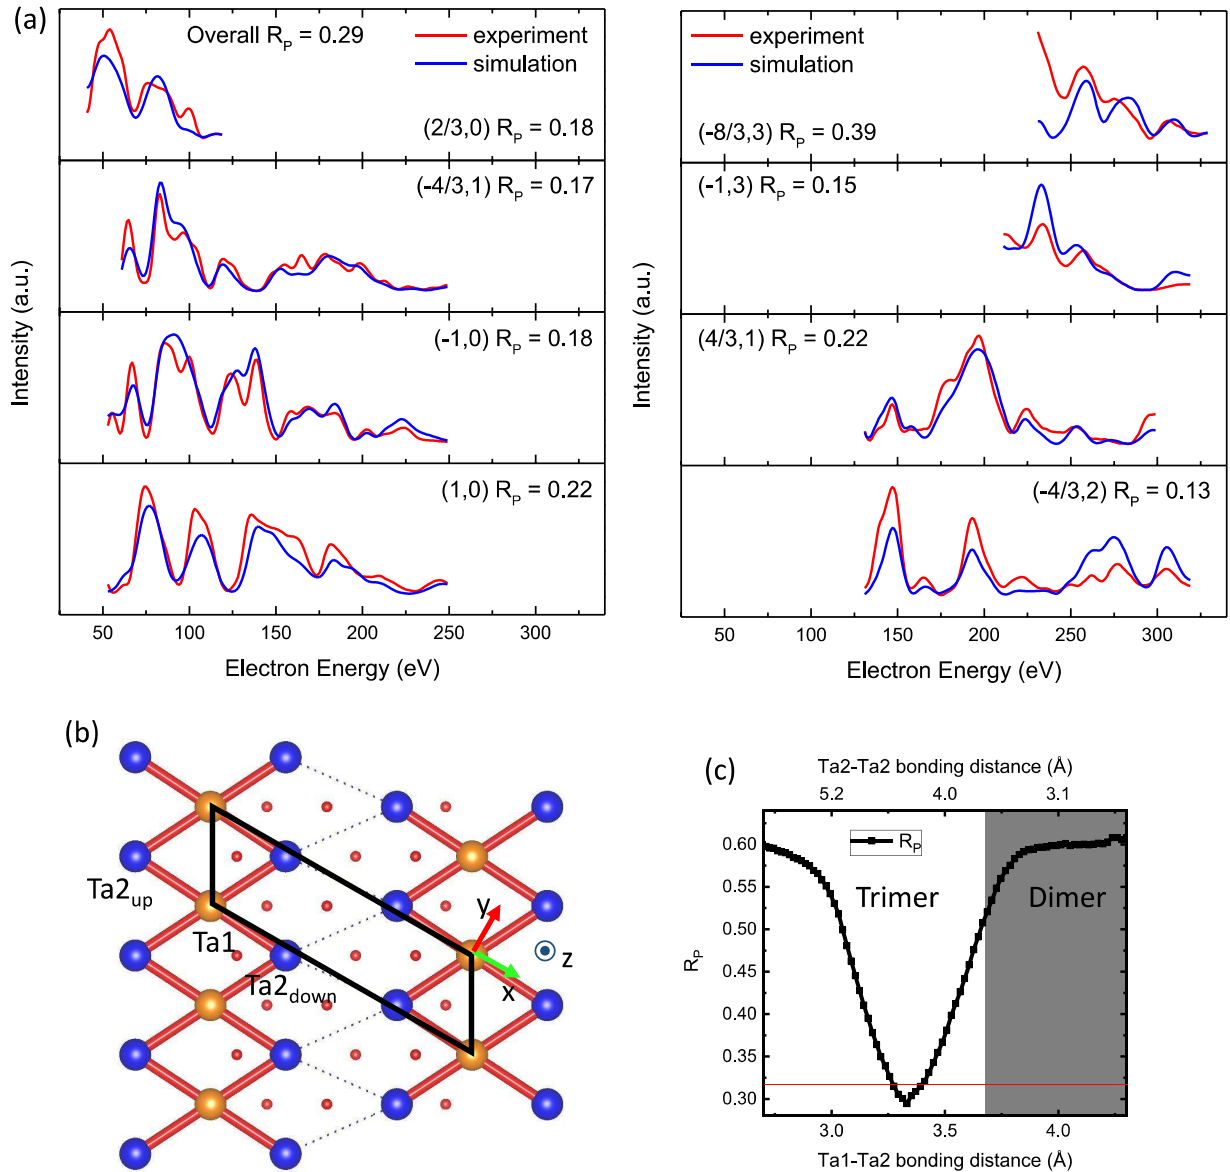 (a)
Overall R_P = 0.29
experiment
simulation
(2/3,0) R_P = 0.18
(-4/3,1) R_P = 0.17
(-1,0) R_P = 0.18
(1,0) R_P = 0.22
Intensity (a.u.)
50 100 150 200 250 300
Electron Energy (eV)
experiment
simulation
(-8/3,3) R_P = 0.39
(-1,3) R_P = 0.15
(4/3,1) R_P = 0.22
(-4/3,2) R_P = 0.13
Intensity (a.u.)
50 100 150 200 250 300
Electron Energy (eV)
(b)
Ta2_up
Ta1
Ta2_down
y
x
z
(c)
Ta2-Ta2 bonding distance (Å)
5.2 4.0 3.1
R_P
Trimer
Dimer
0.60
0.55
0.50
0.45
0.40
0.35
0.30
R_P
3.0 3.5 4.0
Ta1-Ta2 bonding distance (Å)